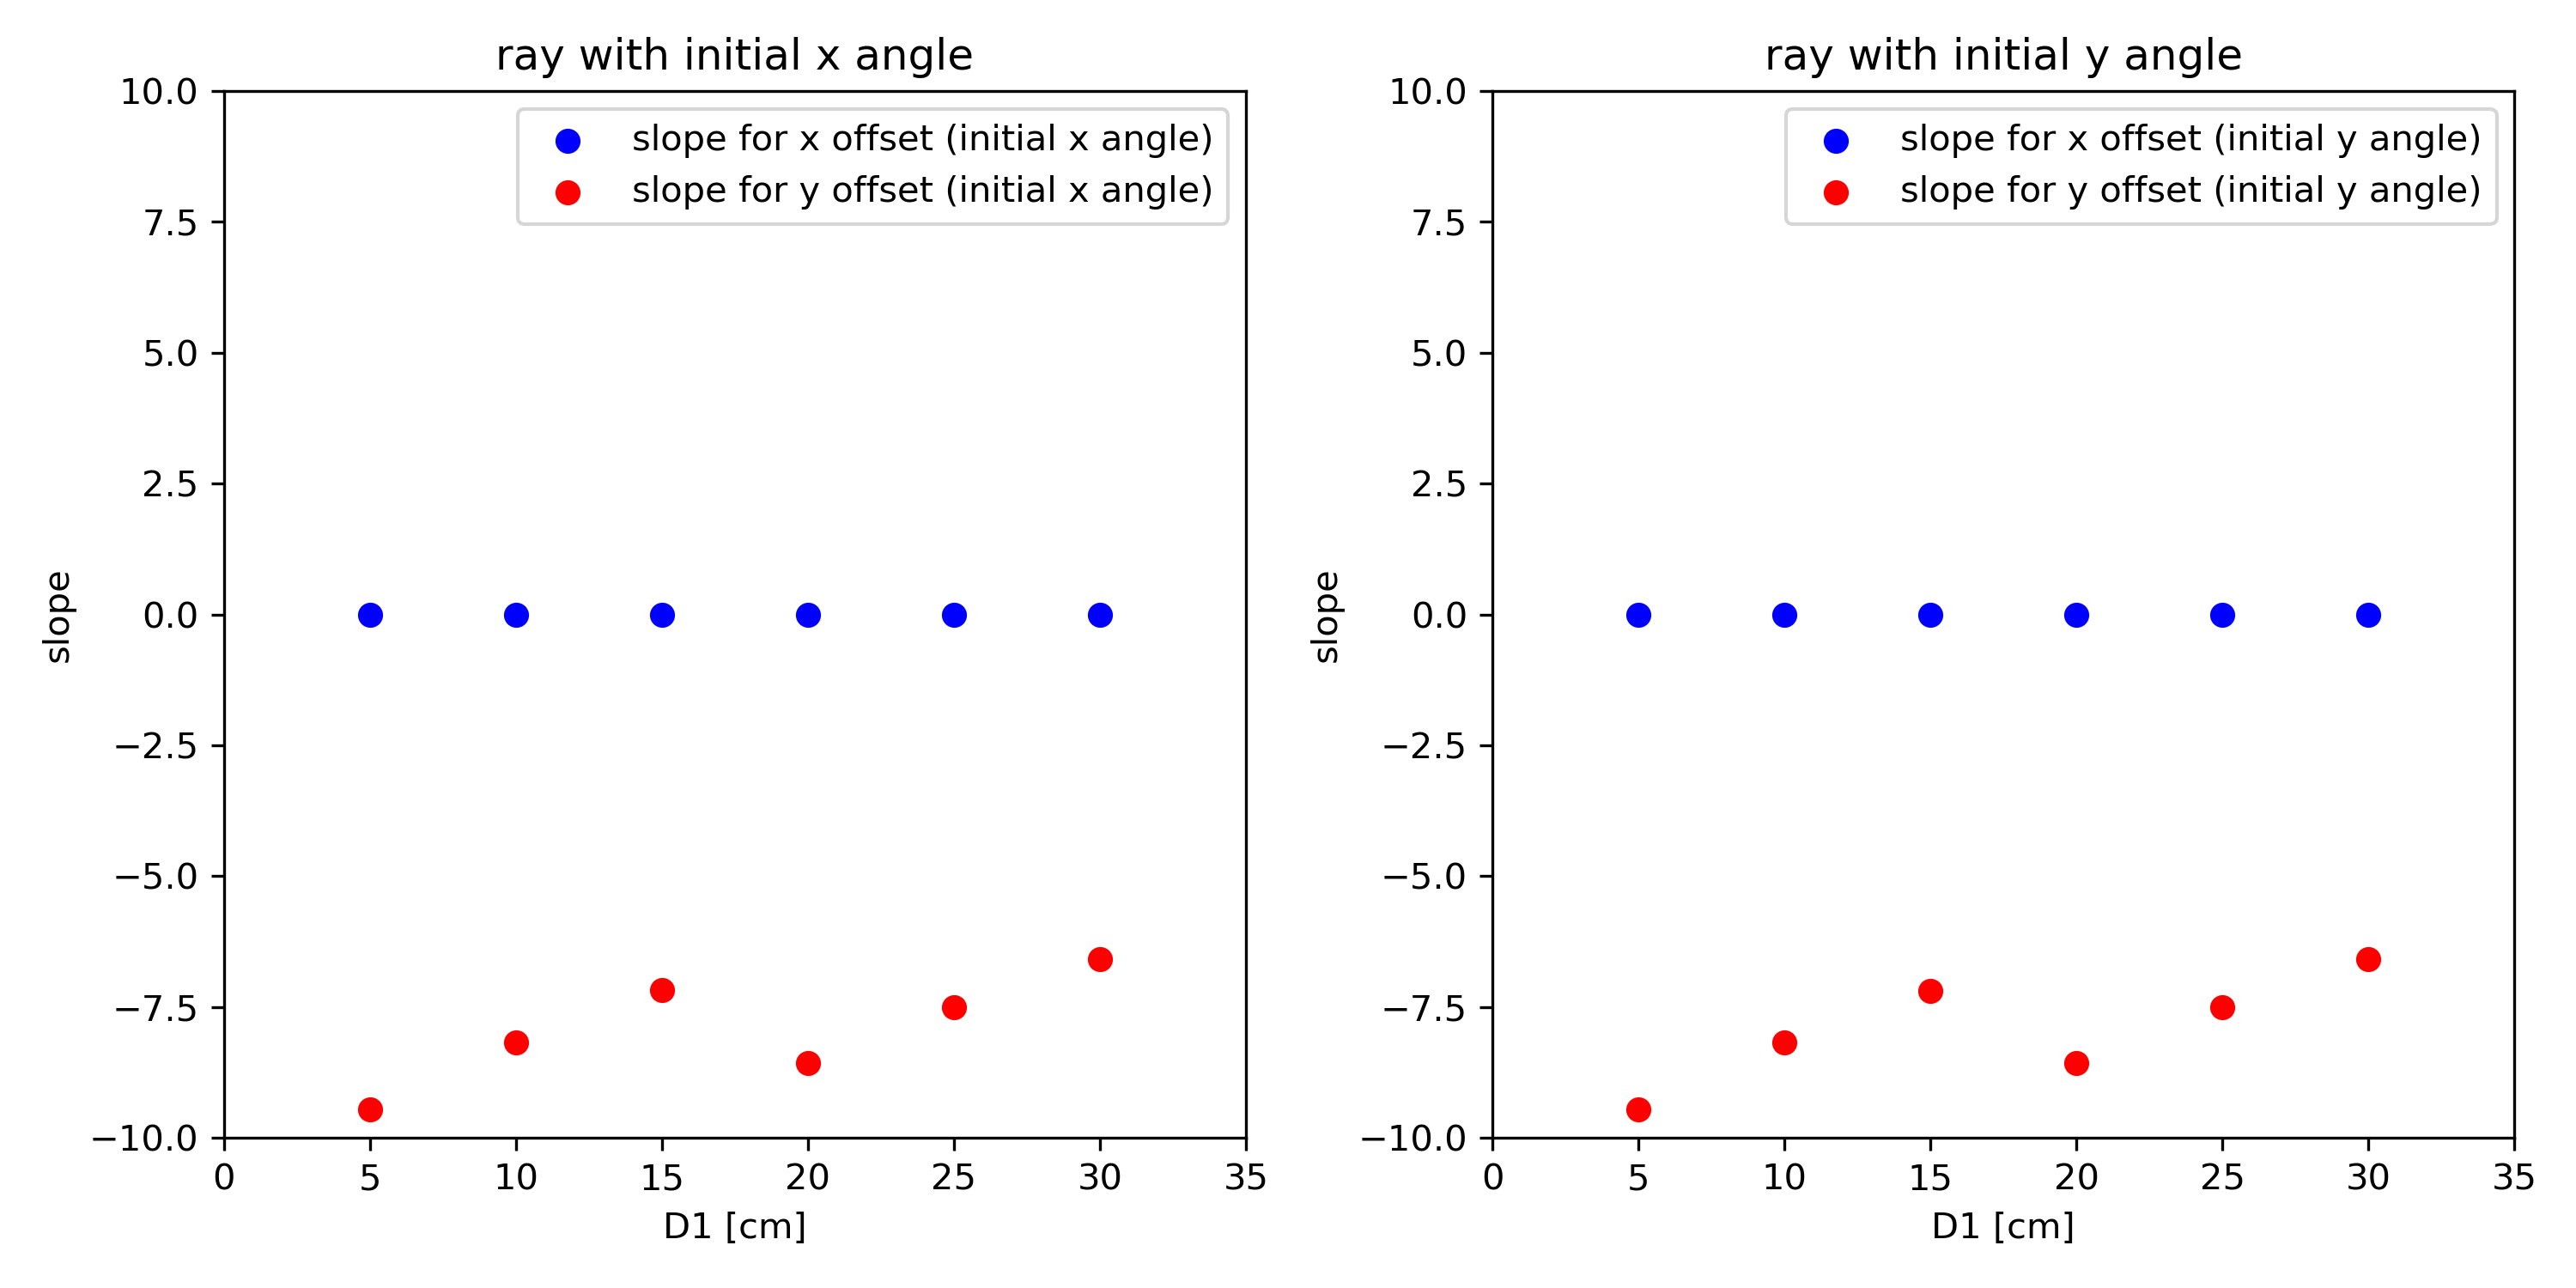 ray with initial x angle
slope for x offset (initial x angle)
slope for y offset (initial x angle)
10.0
7.5
5.0
2.5
0.0
−2.5
−5.0
−7.5
−10.0
slope
0 5 10 15 20 25 30 35
D1 [cm]
ray with initial y angle
slope for x offset (initial y angle)
slope for y offset (initial y angle)
10.0
7.5
5.0
2.5
0.0
−2.5
−5.0
−7.5
−10.0
slope
0 5 10 15 20 25 30 35
D1 [cm]